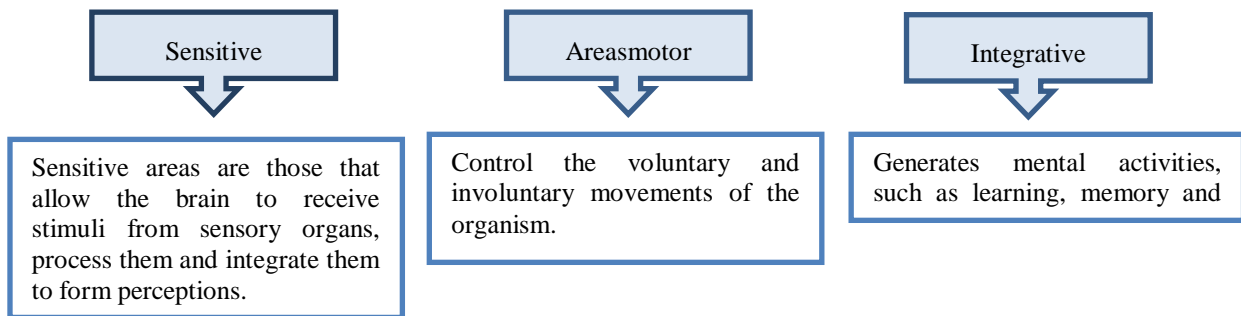 Sensitive
Areasmotor
Integrative
Sensitive areas are those that
allow the brain to receive
stimuli from sensory organs,
process them and integrate them
to form perceptions.
Control the voluntary and
involuntary movements of the
organism.
Generates mental activities,
such as learning, memory and